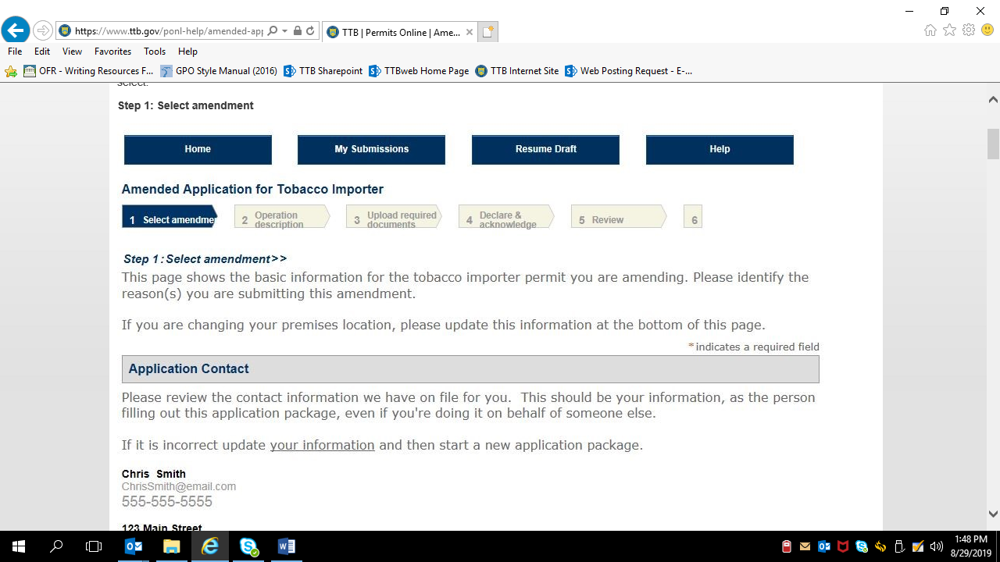 https://www.ttb.gov/ponl-help/amended-app
TTB | Permits Online | Ame...
File Edit View Favorites Tools Help
OFR - Writing Resources F... GPO Style Manual (2016) TTB Sharepoint TTBweb Home Page TTB Internet Site Web Posting Request - E-...
select.
Step 1: Select amendment
Home My Submissions Resume Draft Help
Amended Application for Tobacco Importer
1 Select amendmen 2 Operation description 3 Upload required documents 4 Declare & acknowledge 5 Review 6
Step 1: Select amendment>>
This page shows the basic information for the tobacco importer permit you are amending. Please identify the
reason(s) you are submitting this amendment.
If you are changing your premises location, please update this information at the bottom of this page.
*indicates a required field
Application Contact
Please review the contact information we have on file for you. This should be your information, as the person
filling out this application package, even if you're doing it on behalf of someone else.
If it is incorrect update your information and then start a new application package.
Chris Smith
ChrisSmith@email.com
555-555-5555
123 Main Street
1:48 PM
8/29/2019